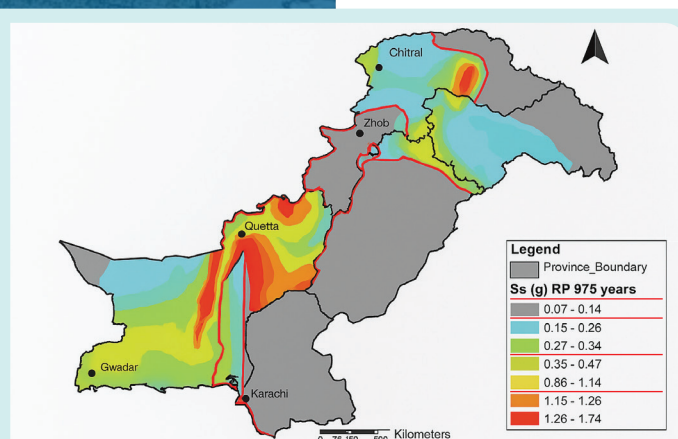 Chitral
Zhob
Quetta
Gwadar
Karachi
Legend
Province_Boundary
Ss (g) RP 975 years
0.07 - 0.14
0.15 - 0.26
0.27 - 0.34
0.35 - 0.47
0.86 - 1.14
1.15 - 1.26
1.26 - 1.74
Kilometers